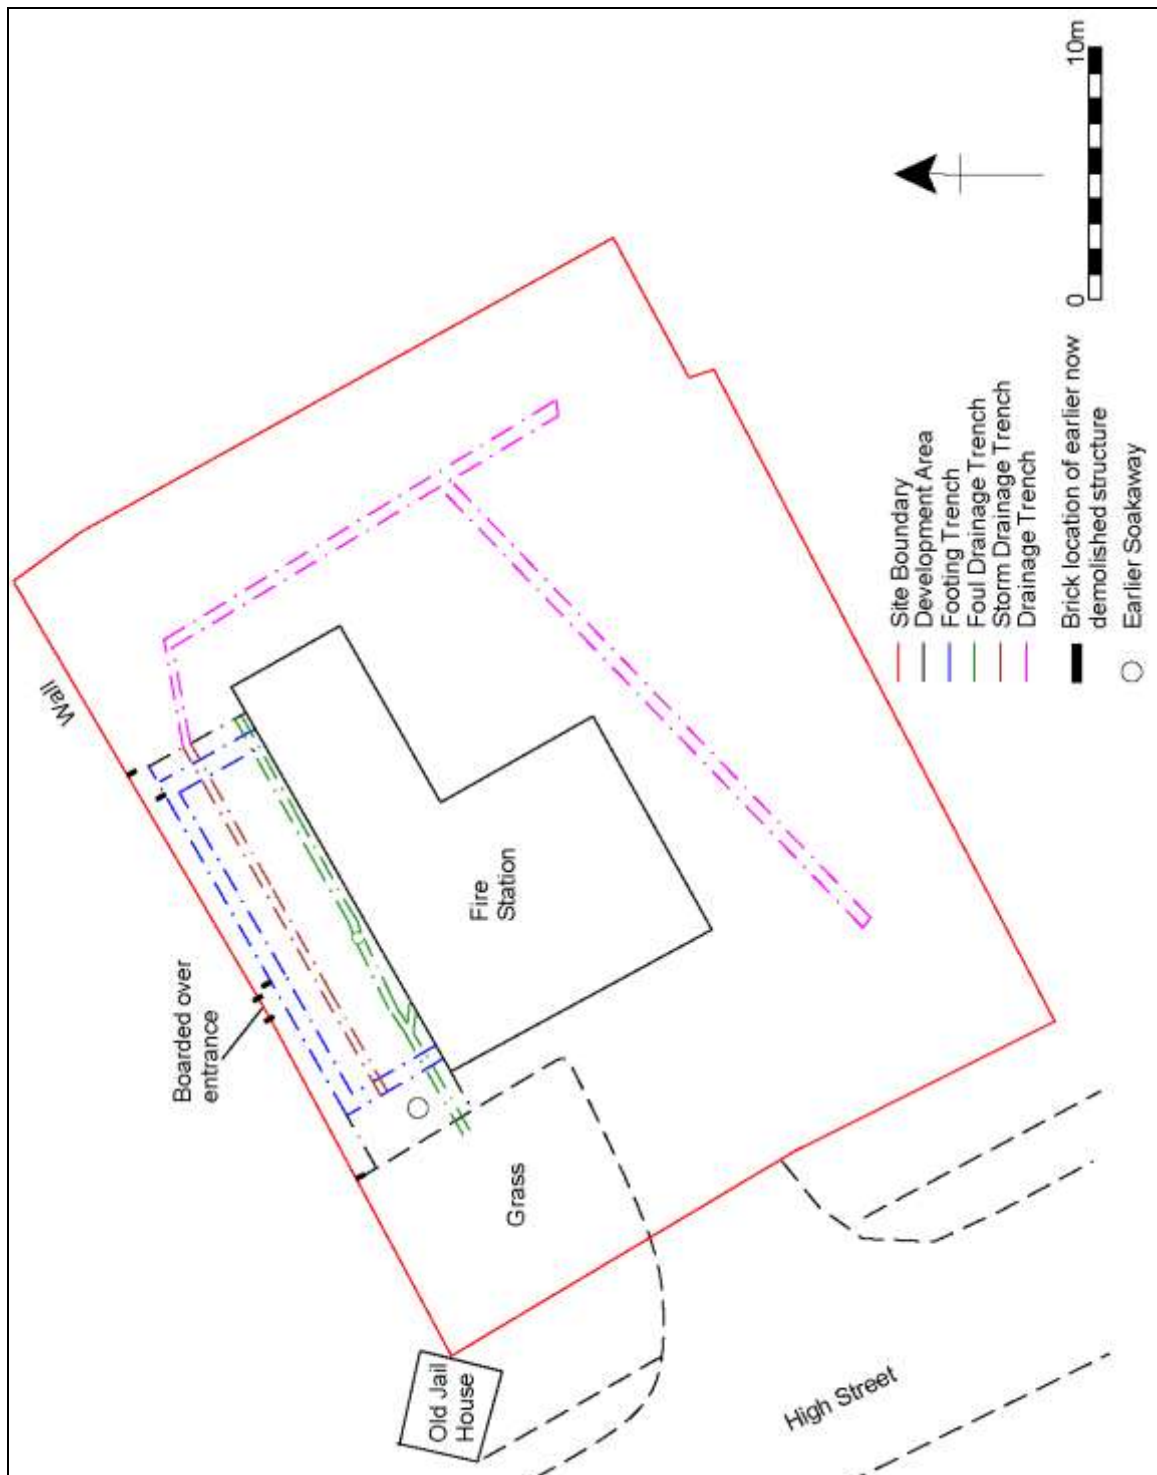 Wall
Boarded over
entrance
Fire
Station
Grass
Old Jail
House
High Street
Site Boundary
Development Area
Footing Trench
Foul Drainage Trench
Storm Drainage Trench
Drainage Trench
Brick location of earlier now
demolished structure
Earlier Soakaway
0
10m